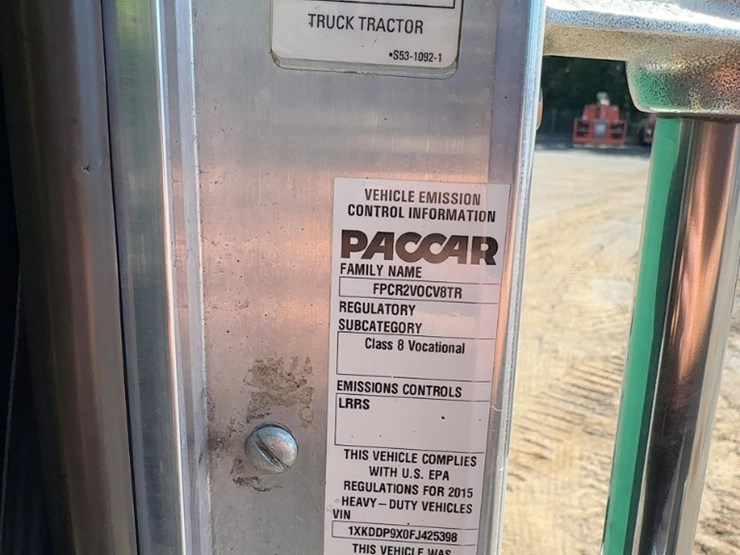 TRUCK TRACTOR
•S53-1092-1
VEHICLE EMISSION
CONTROL INFORMATION
PACCAR
FAMILY NAME
FPCR2VOCV8TR
REGULATORY
SUBCATEGORY
Class 8 Vocational
EMISSIONS CONTROLS
LRRS
THIS VEHICLE COMPLIES
WITH U.S. EPA
REGULATIONS FOR 2015
HEAVY-DUTY VEHICLES
VIN
1XKDDP9X0FJ425398
THIS VEHICLE WAS